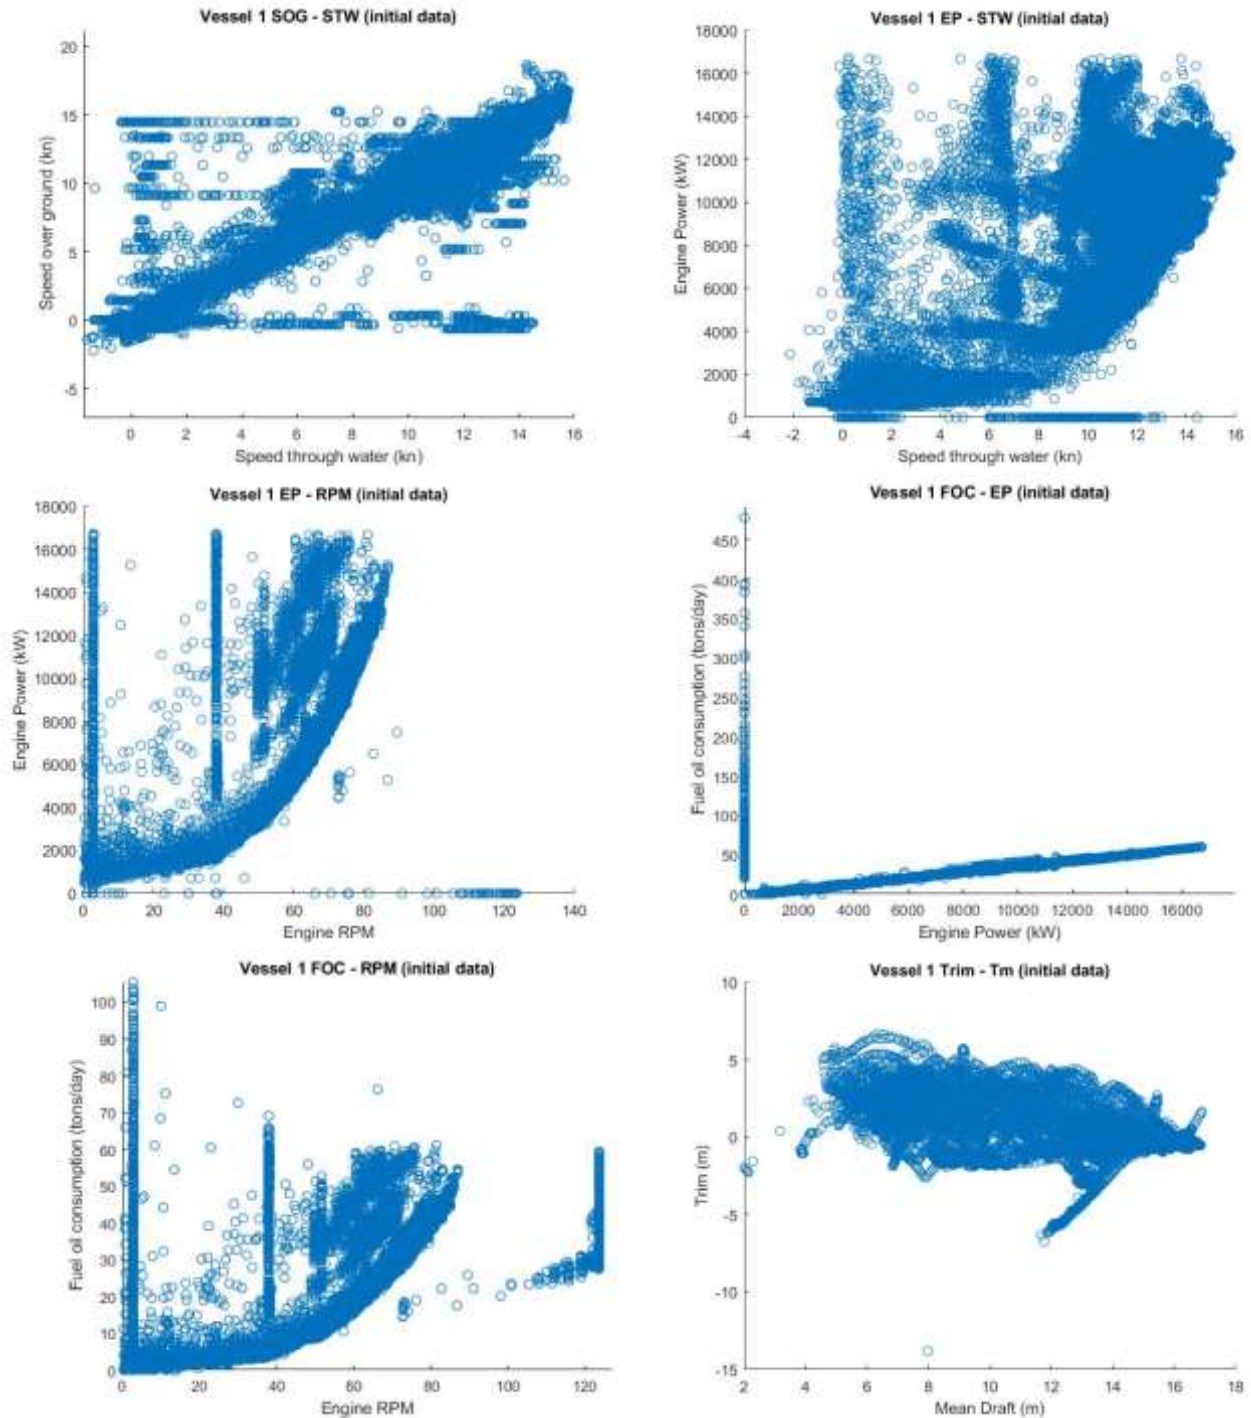 Vessel 1 SOG - STW (initial data)
20
15
10
5
0
-5
Speed over ground (kn)
0 2 4 6 8 10 12 14 16
Speed through water (kn)
Vessel 1 EP - STW (initial data)
18000
16000
14000
12000
10000
8000
6000
4000
2000
0
Engine Power (kW)
-4 -2 0 2 4 6 8 10 12 14 16
Speed through water (kn)
Vessel 1 EP - RPM (initial data)
18000
16000
14000
12000
10000
8000
6000
4000
2000
0
Engine Power (kW)
0 20 40 60 80 100 120 140
Engine RPM
Vessel 1 FOC - EP (initial data)
450
400
350
300
250
200
150
100
50
0
Fuel oil consumption (tons/day)
0 2000 4000 6000 8000 10000 12000 14000 16000
Engine Power (kW)
Vessel 1 FOC - RPM (initial data)
100
90
80
70
60
50
40
30
20
10
0
Fuel oil consumption (tons/day)
0 20 40 60 80 100 120
Engine RPM
Vessel 1 Trim - Tm (initial data)
10
5
0
-5
-10
-15
Trim (m)
2 4 6 8 10 12 14 16 18
Mean Draft (m)